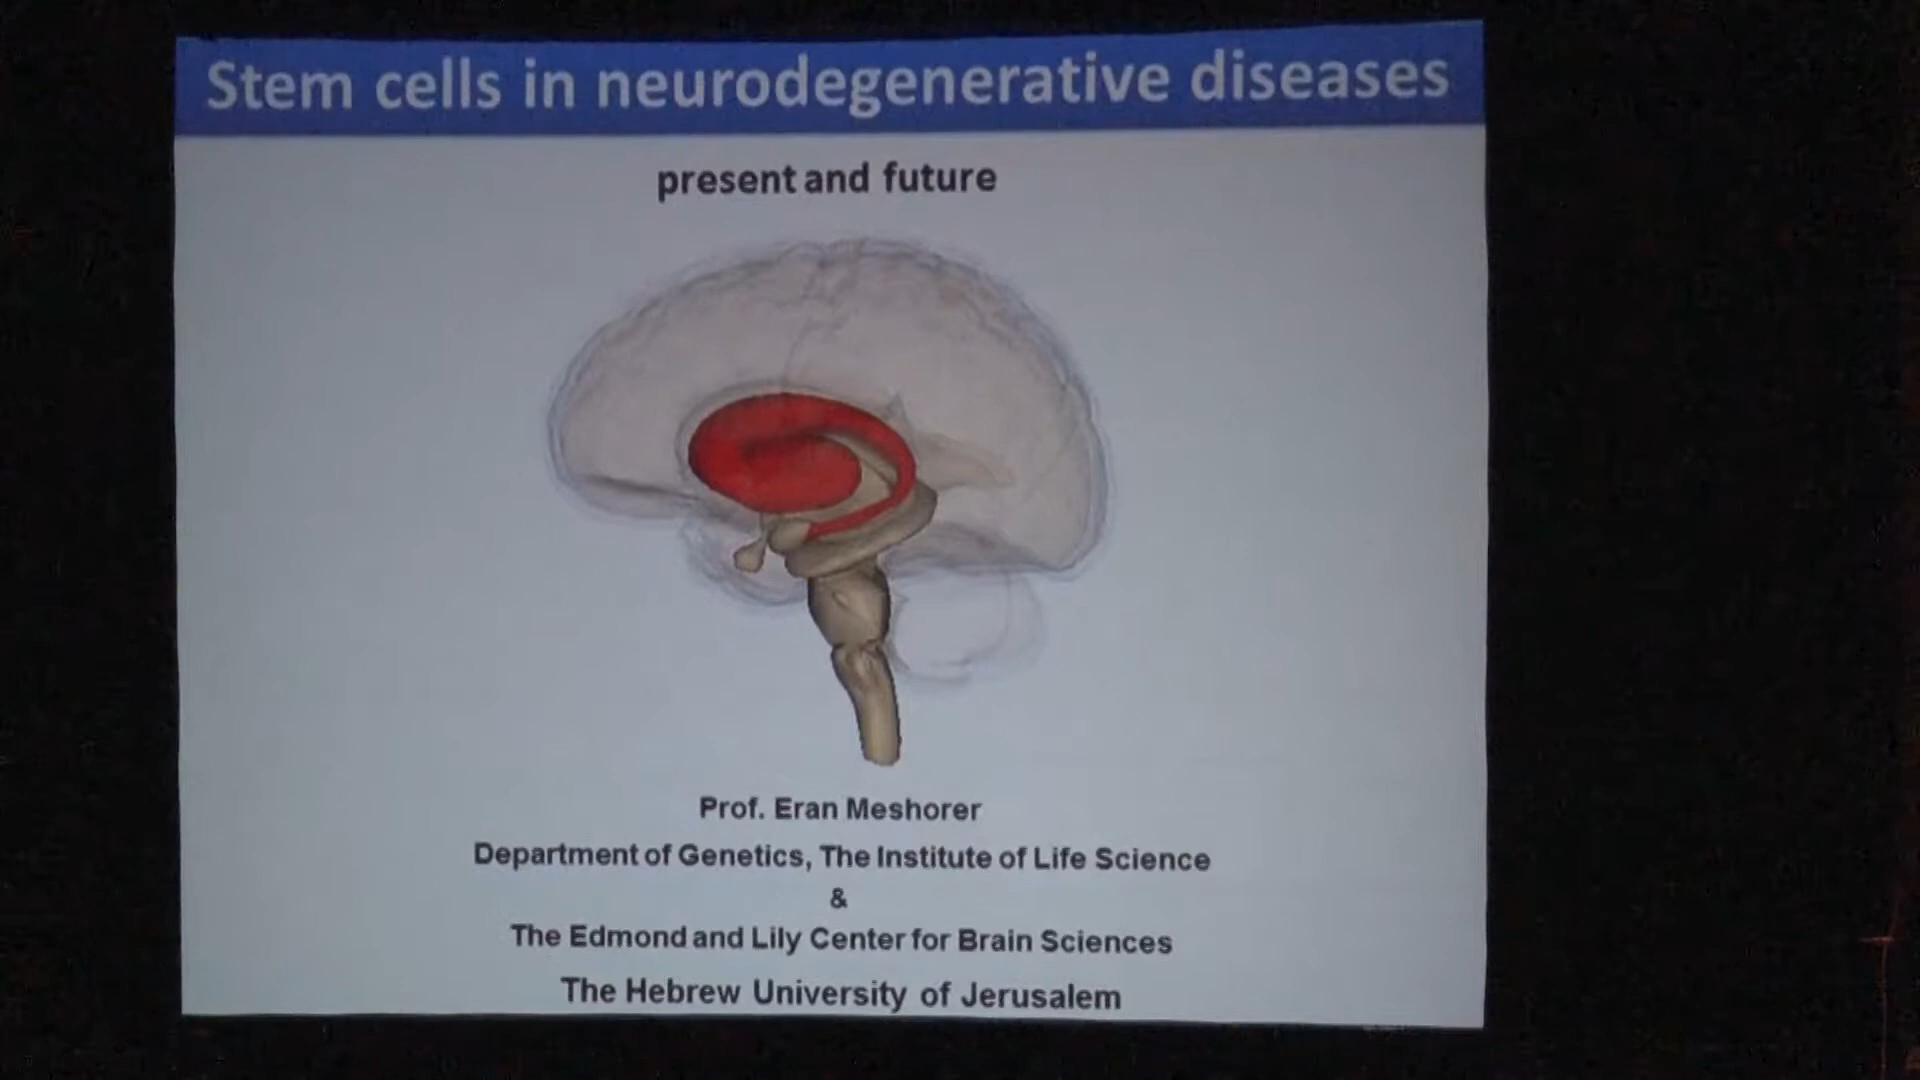 Stem cells in neurodegenerative diseases
present and future
Prof. Eran Meshorer
Department of Genetics, The Institute of Life Science
&
The Edmond and Lily Center for Brain Sciences
The Hebrew University of Jerusalem